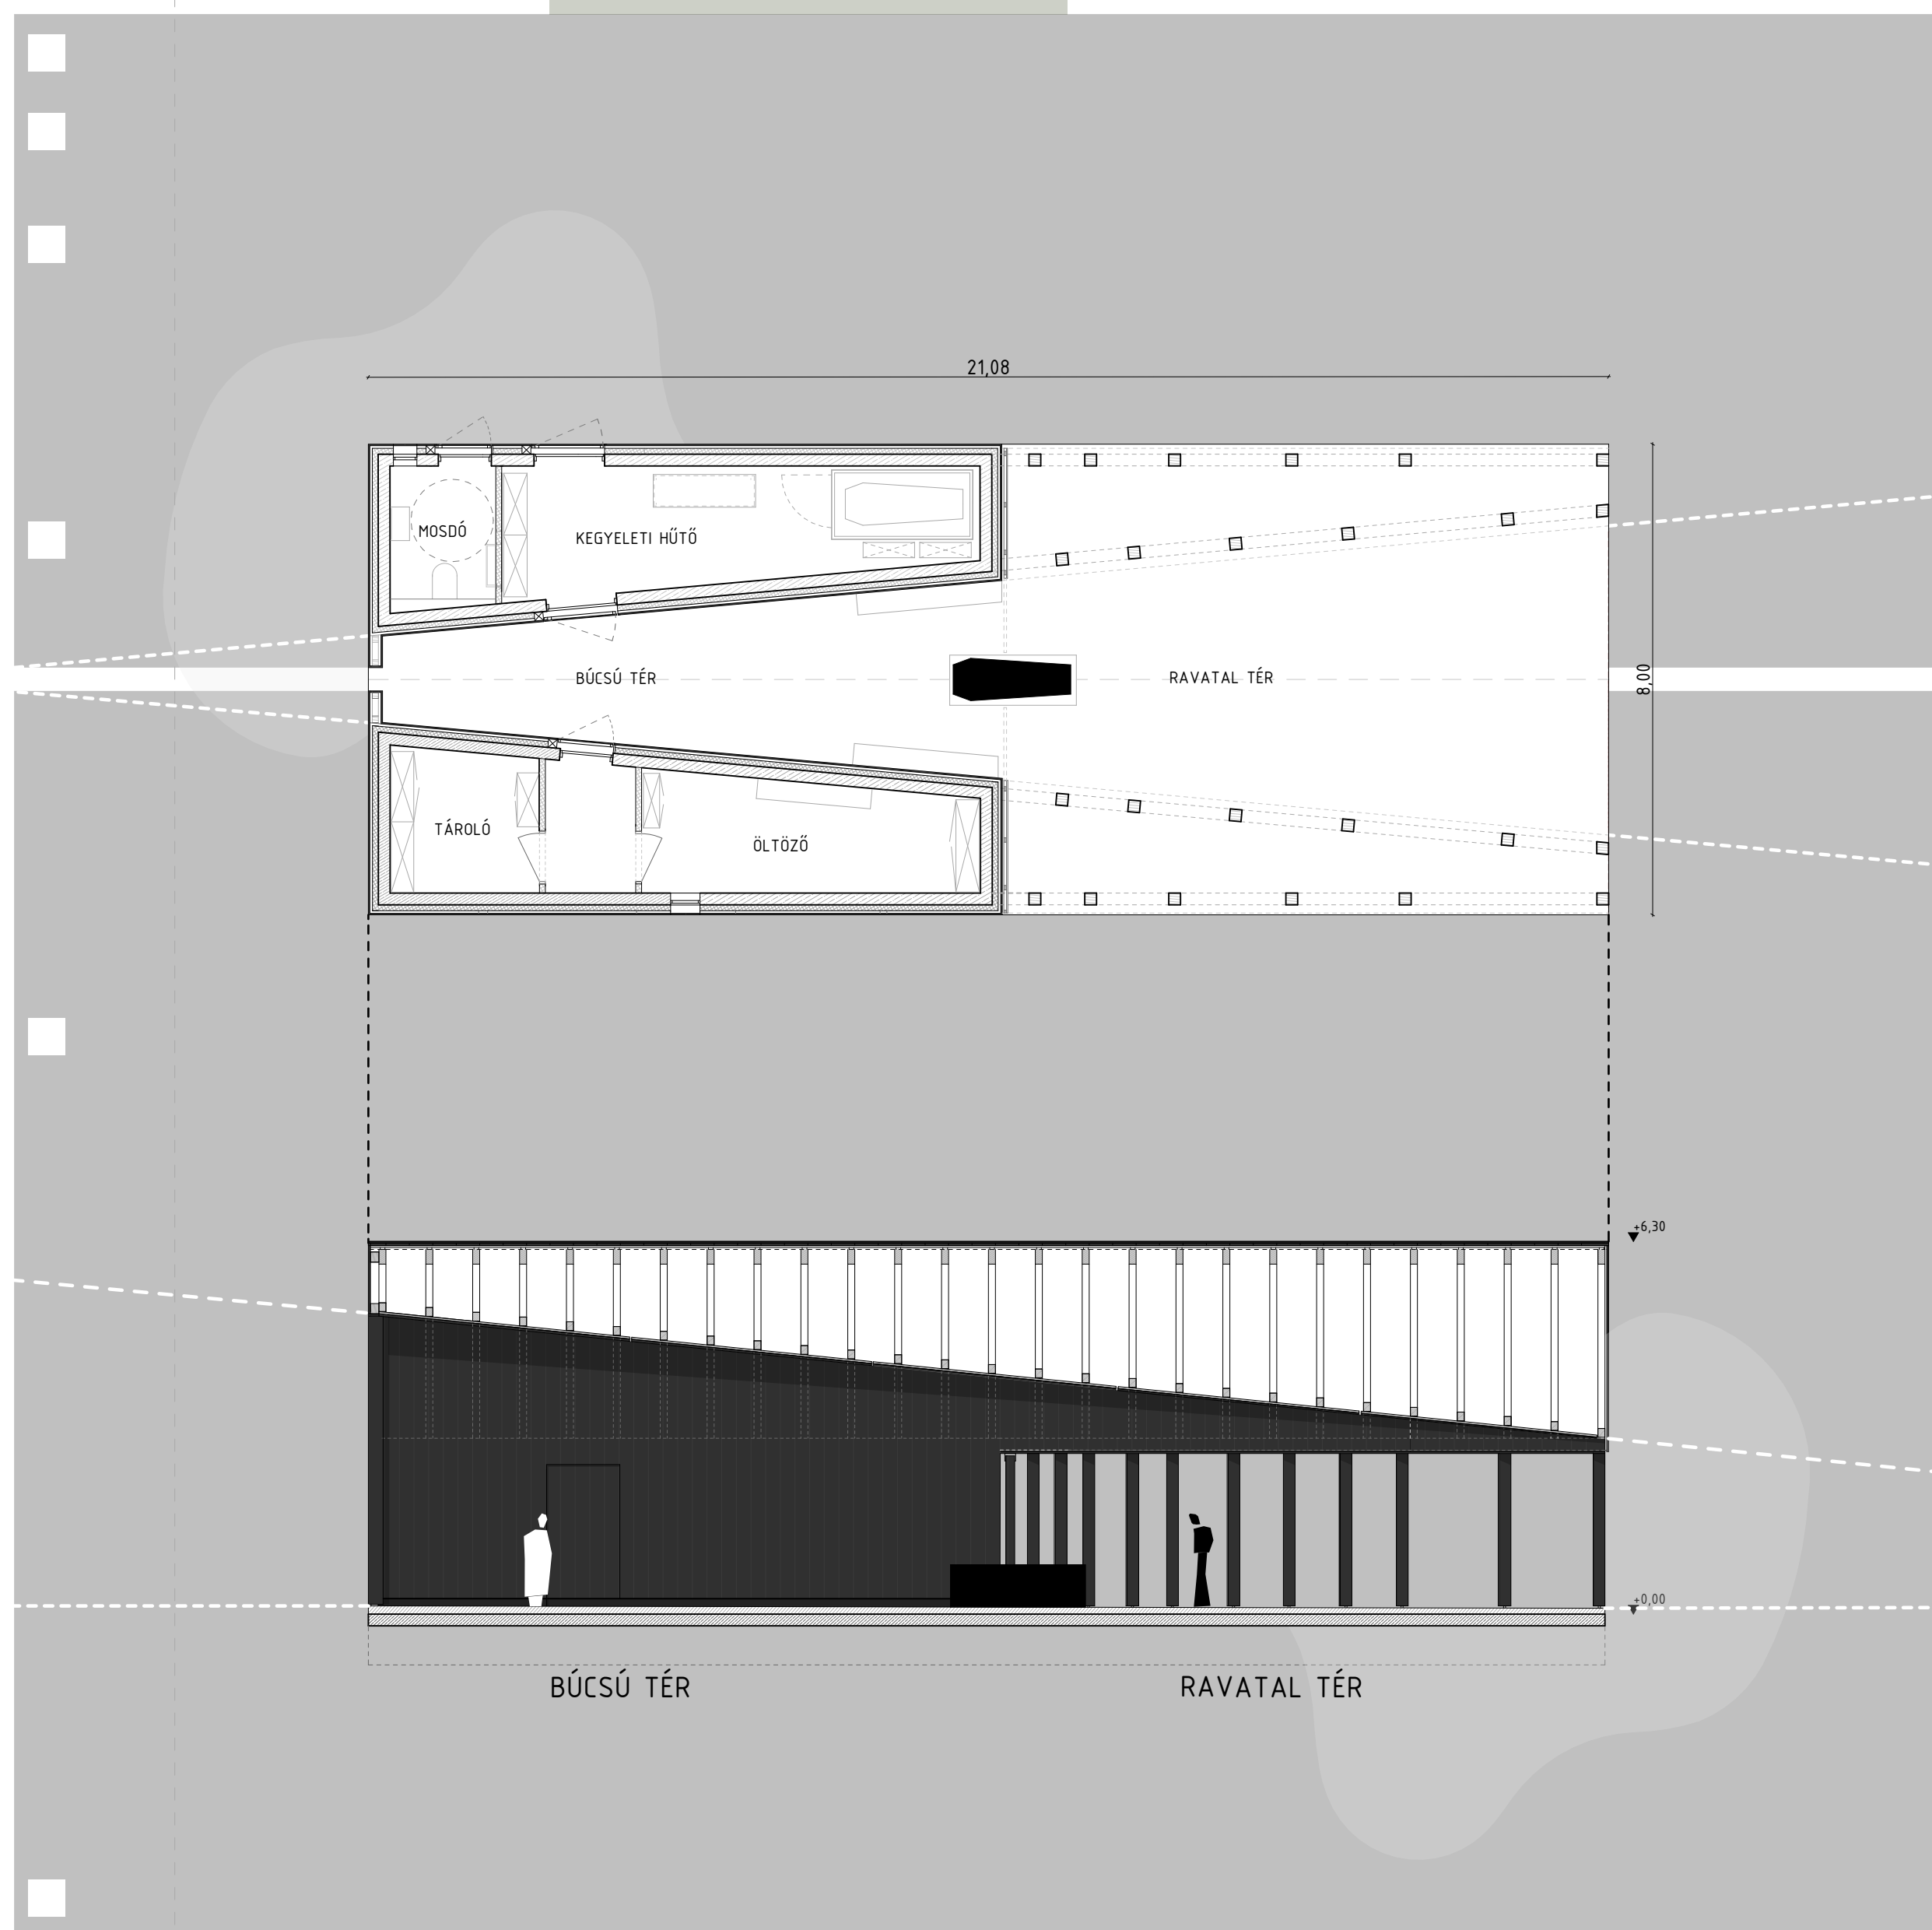 21,08
MOSDÓ
KEGYELETI HŰTŐ
BÚCSÚ TÉR
RAVATAL TÉR
8,00
TÁROLÓ
ÖLTÖZŐ
+6,30
+0,00
BÚCSÚ TÉR
RAVATAL TÉR